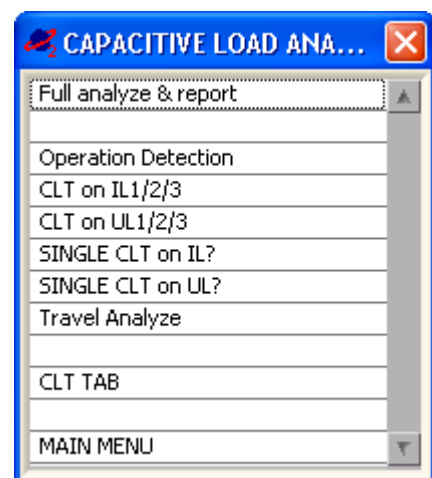 CAPACITIVE LOAD ANA...
Full analyze & report
Operation Detection
CLT on IL1/2/3
CLT on UL1/2/3
SINGLE CLT on IL?
SINGLE CLT on UL?
Travel Analyze
CLT TAB
MAIN MENU